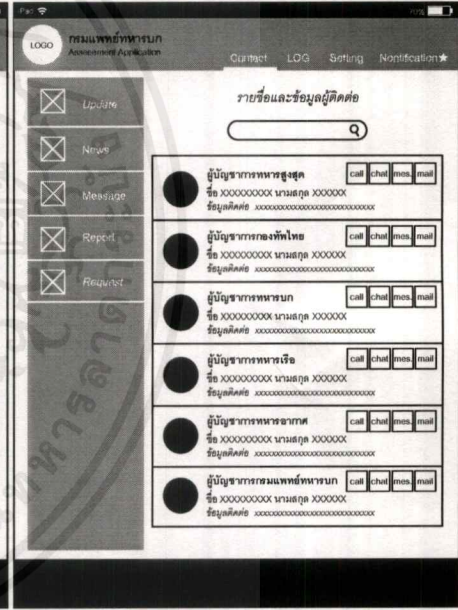 iPad
70%
LOGO
กรมแพทย์ทหารบก
Assessment Application
Contact LOG Setting Nontification★
Update
News
Message
Report
Request
รายชื่อและข้อมูลผู้ติดต่อ
ผู้บัญชาการทหารสูงสุด
call chat mes. mail
ชื่อ XXXXXXXXX นามสกุล XXXXXX
ข้อมูลติดต่อ xxxxxxxxxxxxxxxxxxxxxxxxxxxx
ผู้บัญชาการกองทัพไทย
call chat mes. mail
ชื่อ XXXXXXXXX นามสกุล XXXXXX
ข้อมูลติดต่อ xxxxxxxxxxxxxxxxxxxxxxxxxxxx
ผู้บัญชาการทหารบก
call chat mes. mail
ชื่อ XXXXXXXXX นามสกุล XXXXXX
ข้อมูลติดต่อ xxxxxxxxxxxxxxxxxxxxxxxxxxxx
ผู้บัญชาการทหารเรือ
call chat mes. mail
ชื่อ XXXXXXXXX นามสกุล XXXXXX
ข้อมูลติดต่อ xxxxxxxxxxxxxxxxxxxxxxxxxxxx
ผู้บัญชาการทหารอากาศ
call chat mes. mail
ชื่อ XXXXXXXXX นามสกุล XXXXXX
ข้อมูลติดต่อ xxxxxxxxxxxxxxxxxxxxxxxxxxxx
ผู้บัญชาการกรมแพทย์ทหารบก
call chat mes. mail
ชื่อ XXXXXXXXX นามสกุล XXXXXX
ข้อมูลติดต่อ xxxxxxxxxxxxxxxxxxxxxxxxxxxx